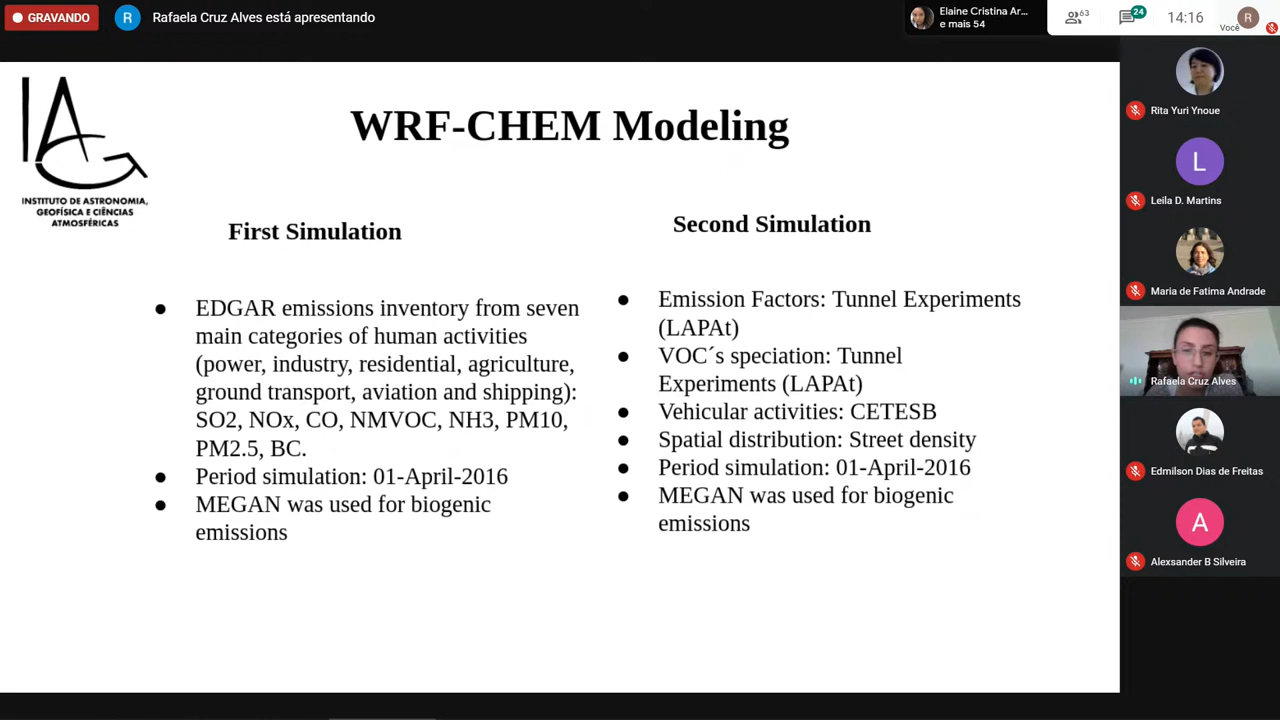 GRAVANDO
R
Rafaela Cruz Alves está apresentando
Elaine Cristina Ar...
e mais 54
63
24
14:16
Você
R
IAG
INSTITUTO DE ASTRONOMIA,
GEOFÍSICA E CIÊNCIAS
ATMOSFÉRICAS
WRF-CHEM Modeling
First Simulation
● EDGAR emissions inventory from seven
main categories of human activities
(power, industry, residential, agriculture,
ground transport, aviation and shipping):
SO2, NOx, CO, NMVOC, NH3, PM10,
PM2.5, BC.
● Period simulation: 01-April-2016
● MEGAN was used for biogenic
emissions
Second Simulation
● Emission Factors: Tunnel Experiments
(LAPAt)
● VOC´s speciation: Tunnel
Experiments (LAPAt)
● Vehicular activities: CETESB
● Spatial distribution: Street density
● Period simulation: 01-April-2016
● MEGAN was used for biogenic
emissions
Rita Yuri Ynoue
L
Leila D. Martins
Maria de Fatima Andrade
Rafaela Cruz Alves
Edmilson Dias de Freitas
A
Alexsander B Silveira